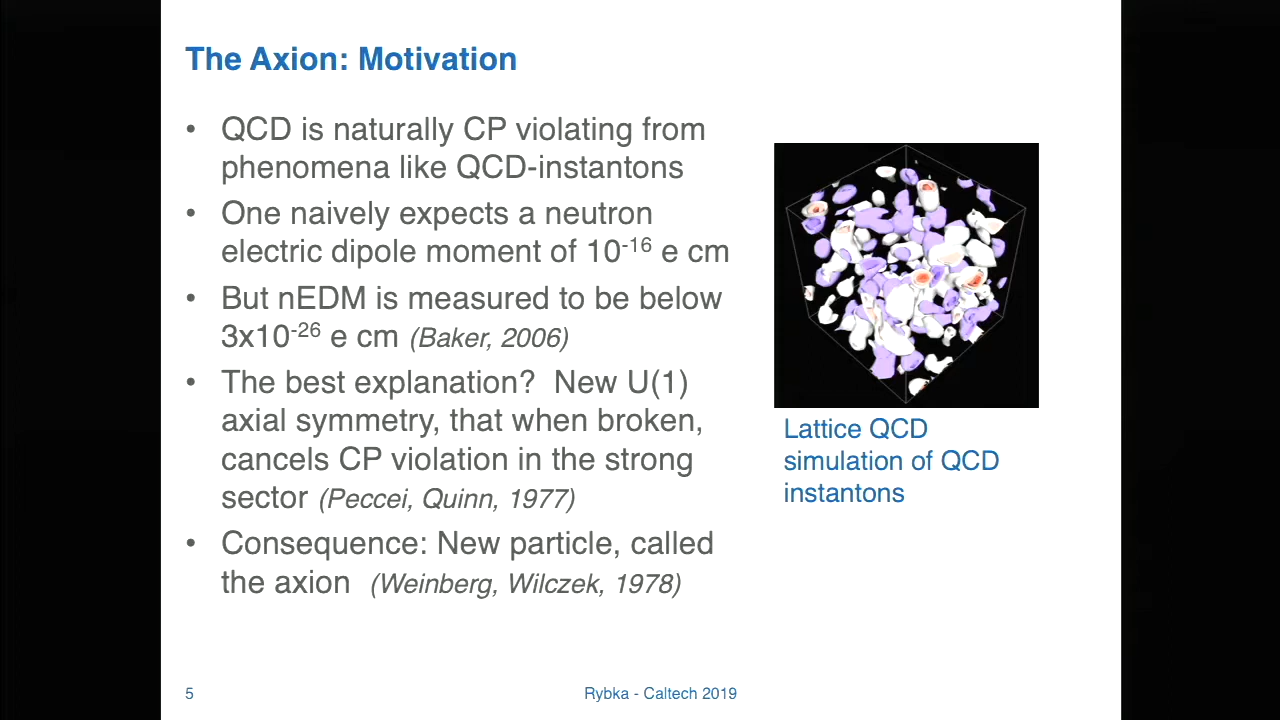 The Axion: Motivation
• QCD is naturally CP violating from
phenomena like QCD-instantons
• One naively expects a neutron
electric dipole moment of 10⁻¹⁶ e cm
• But nEDM is measured to be below
3x10⁻²⁶ e cm (Baker, 2006)
• The best explanation?  New U(1)
axial symmetry, that when broken,
cancels CP violation in the strong
sector (Peccei, Quinn, 1977)
• Consequence: New particle, called
the axion  (Weinberg, Wilczek, 1978)
Lattice QCD
simulation of QCD
instantons
5
Rybka - Caltech 2019